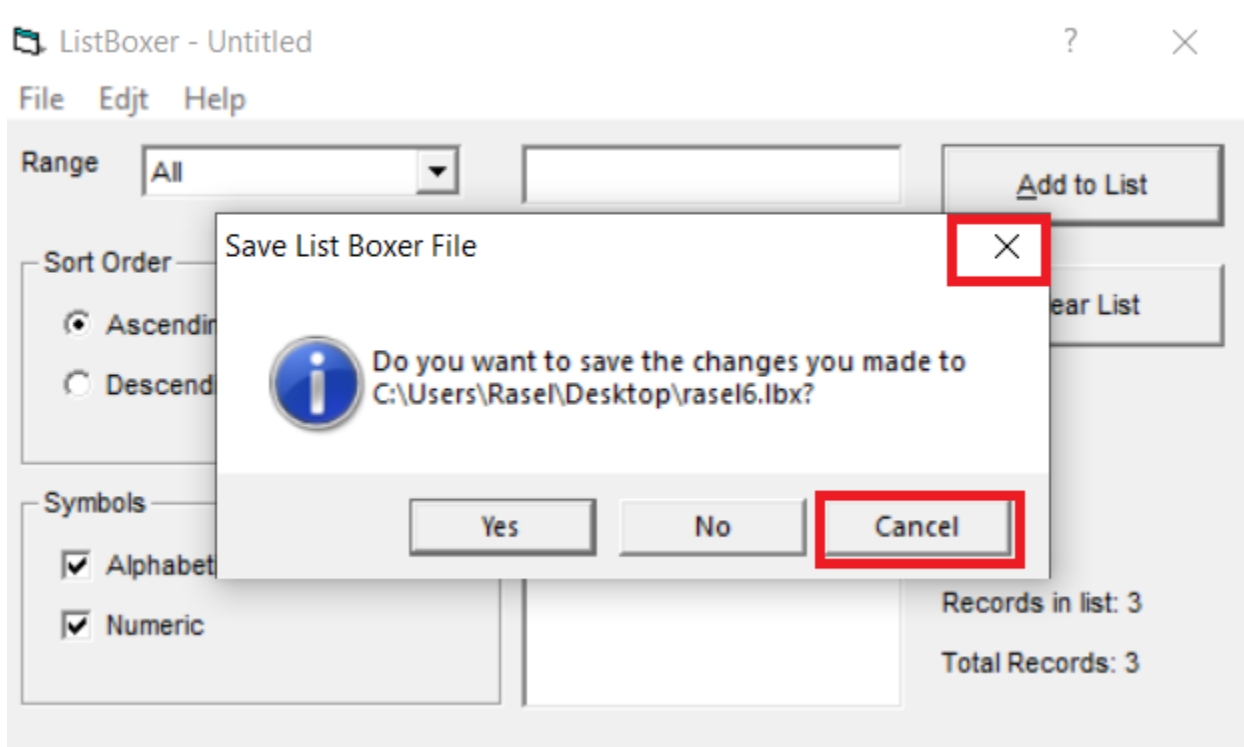 ListBoxer - Untitled
File Edjt Help
Range All
Add to List
Save List Boxer File
Sort Order
ear List
Ascendin
Do you want to save the changes you made to
C:\Users\Rasel\Desktop\rasel6.lbx?
Descendi
Symbols
Yes No Cancel
Alphabet
Records in list: 3
Numeric
Total Records: 3